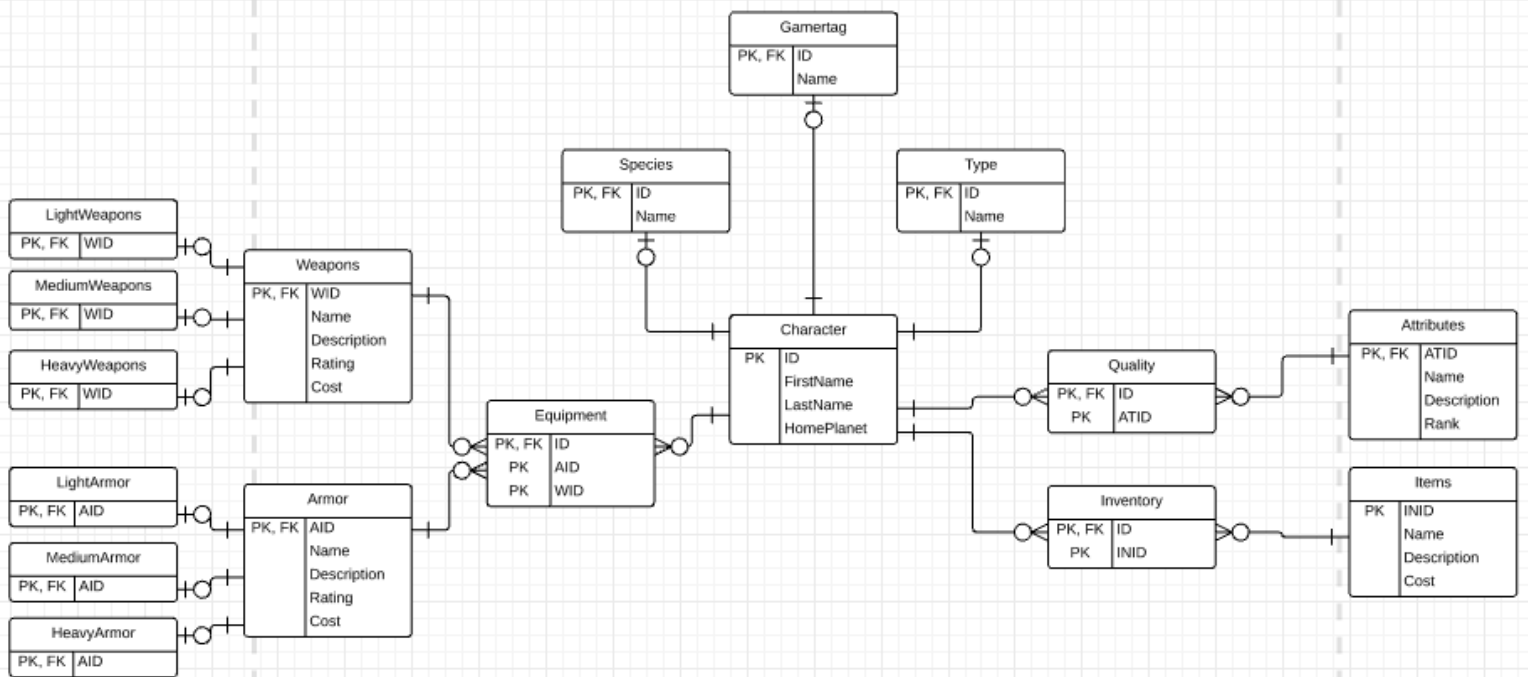 Gamertag
PK, FK ID
Name
Species
PK, FK ID
Name
Type
PK, FK ID
Name
LightWeapons
PK, FK WID
MediumWeapons
PK, FK WID
HeavyWeapons
PK, FK WID
Weapons
PK, FK WID
Name
Description
Rating
Cost
Character
PK ID
FirstName
LastName
HomePlanet
Equipment
PK, FK ID
PK AID
PK WID
Quality
PK, FK ID
PK ATID
Attributes
PK, FK ATID
Name
Description
Rank
LightArmor
PK, FK AID
MediumArmor
PK, FK AID
HeavyArmor
PK, FK AID
Armor
PK, FK AID
Name
Description
Rating
Cost
Inventory
PK, FK ID
PK INID
Items
PK INID
Name
Description
Cost